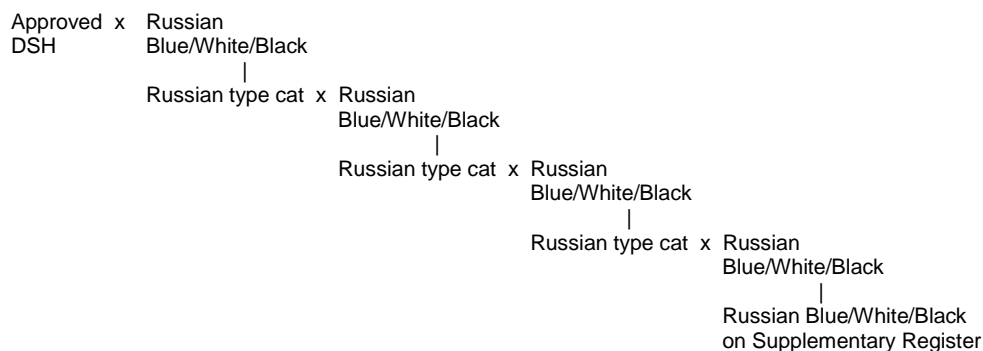 Approved x Russian
DSH Blue/White/Black
|
Russian type cat x Russian
Blue/White/Black
|
Russian type cat x Russian
Blue/White/Black
|
Russian type cat x Russian
Blue/White/Black
|
Russian Blue/White/Black
on Supplementary Register